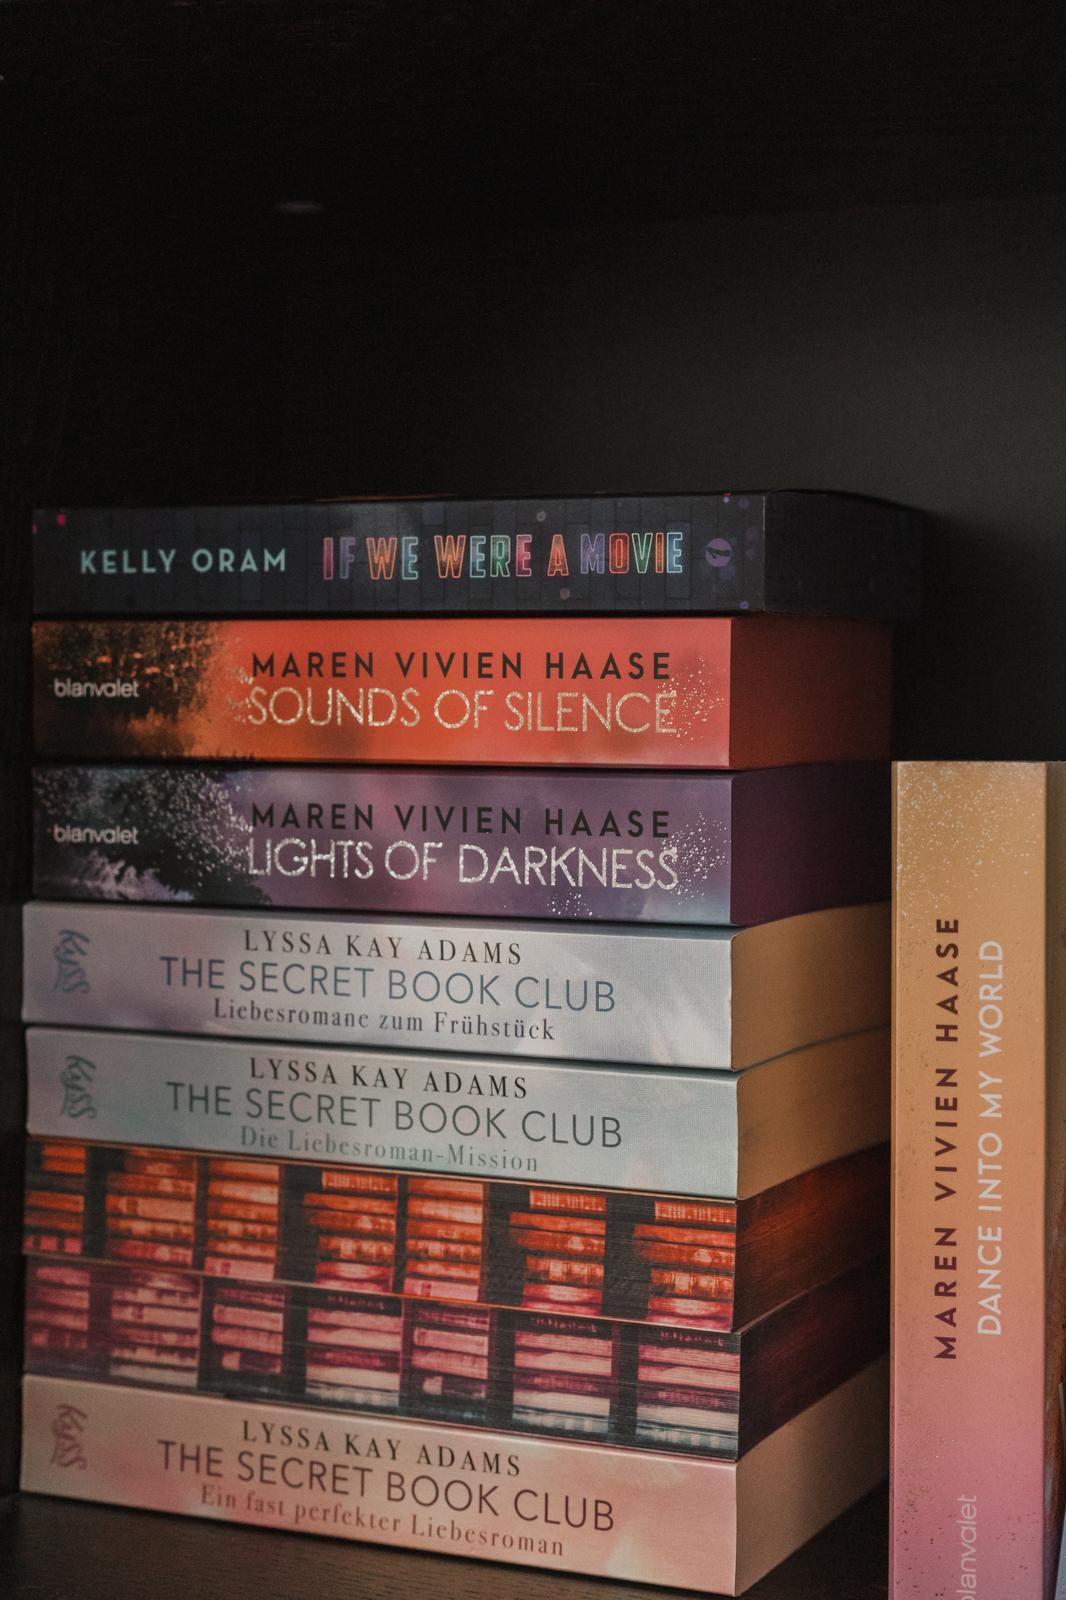 KELLY ORAM IF WE WERE A MOVIE
blanvalet
MAREN VIVIEN HAASE
SOUNDS OF SILENCE
blanvalet
MAREN VIVIEN HAASE
LIGHTS OF DARKNESS
kyss
LYSSA KAY ADAMS
THE SECRET BOOK CLUB
Liebesromane zum Frühstück
kyss
LYSSA KAY ADAMS
THE SECRET BOOK CLUB
Die Liebesroman-Mission
kyss
LYSSA KAY ADAMS
THE SECRET BOOK CLUB
Ein fast perfekter Liebesroman
MAREN VIVIEN HAASE
DANCE INTO MY WORLD
blanvalet